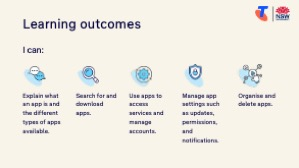 Learning outcomes
NSW
I can:
Explain what
an app is and
the different
types of apps
available.
Search for and
download
apps.
Use apps to
access
services and
manage
accounts.
Manage app
settings such
as updates,
permissions,
and
notifications.
Organise and
delete apps.